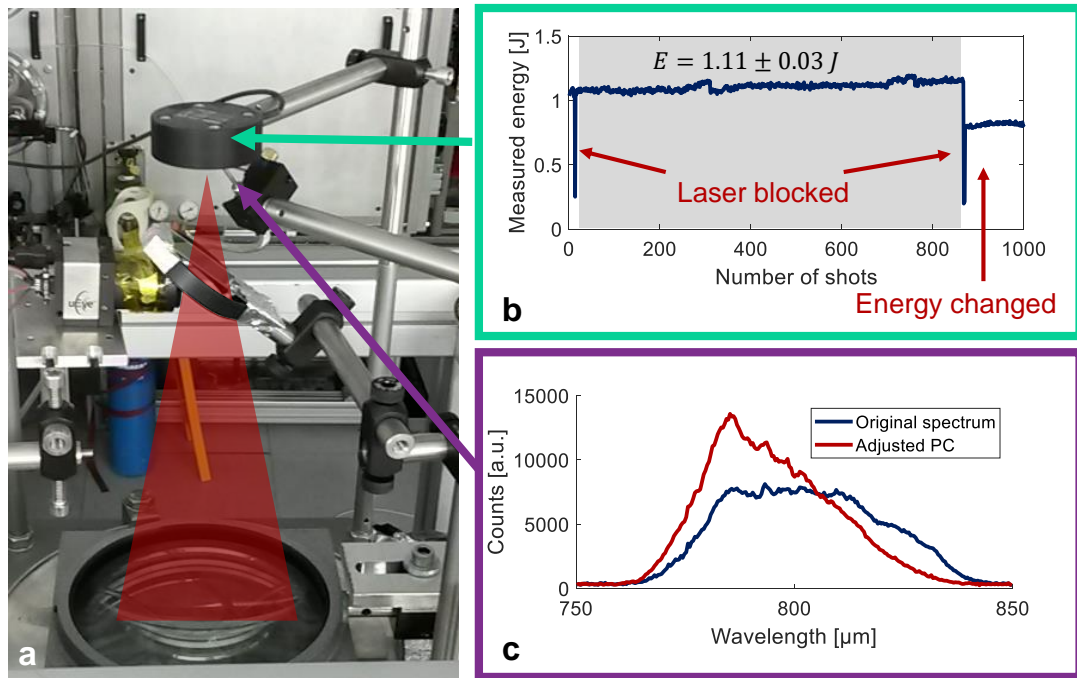 uEye
a
1.5
1
0.5
0
0
200
400
600
800
1000
Measured energy [J]
E = 1.11 ± 0.03 J
Laser blocked
Number of shots
Energy changed
b
15000
10000
5000
0
750
800
850
Counts [a.u.]
Original spectrum
Adjusted PC
Wavelength [µm]
c